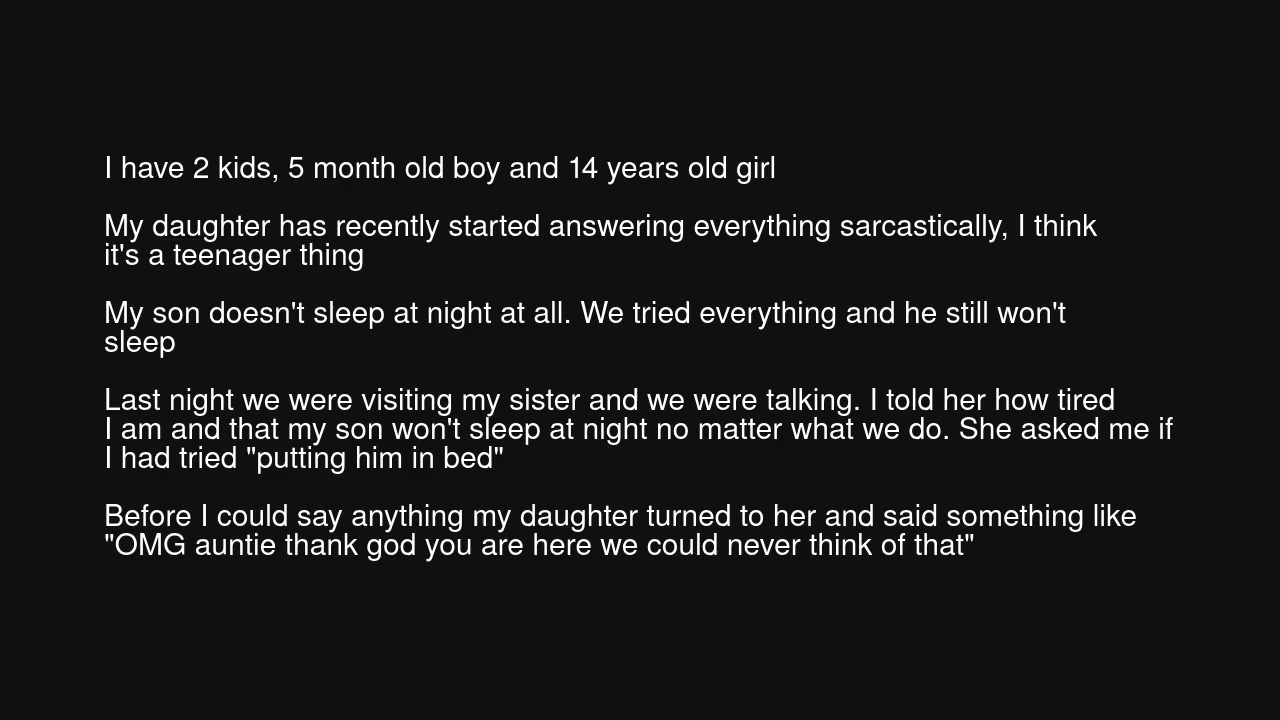 I have 2 kids, 5 month old boy and 14 years old girl
My daughter has recently started answering everything sarcastically, I think
it's a teenager thing
My son doesn't sleep at night at all. We tried everything and he still won't
sleep
Last night we were visiting my sister and we were talking. I told her how tired
I am and that my son won't sleep at night no matter what we do. She asked me if
I had tried "putting him in bed"
Before I could say anything my daughter turned to her and said something like
"OMG auntie thank god you are here we could never think of that"